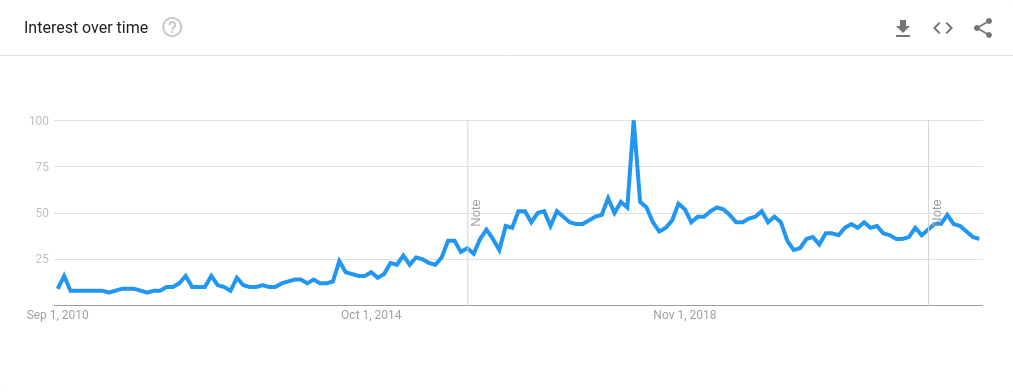 Interest over time
100
75
50
25
Note
Note
Sep 1, 2010
Oct 1, 2014
Nov 1, 2018